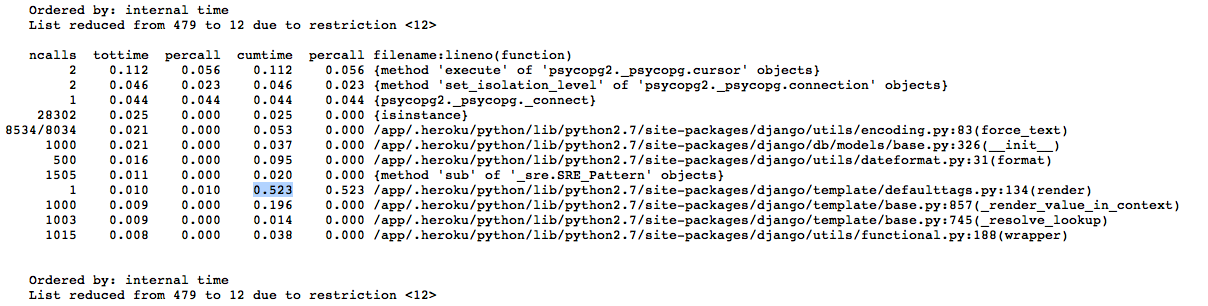 Ordered by: internal time
List reduced from 479 to 12 due to restriction <12>
ncalls tottime percall cumtime percall filename:lineno(function)
2 0.112 0.056 0.112 0.056 {method 'execute' of 'psycopg2._psycopg.cursor' objects}
2 0.046 0.023 0.046 0.023 {method 'set_isolation_level' of 'psycopg2._psycopg.connection' objects}
1 0.044 0.044 0.044 0.044 {psycopg2._psycopg._connect}
28302 0.025 0.000 0.025 0.000 {isinstance}
8534/8034 0.021 0.000 0.053 0.000 /app/.heroku/python/lib/python2.7/site-packages/django/utils/encoding.py:83(force_text)
1000 0.021 0.000 0.037 0.000 /app/.heroku/python/lib/python2.7/site-packages/django/db/models/base.py:326(__init__)
500 0.016 0.000 0.095 0.000 /app/.heroku/python/lib/python2.7/site-packages/django/utils/dateformat.py:31(format)
1505 0.011 0.000 0.020 0.000 {method 'sub' of '_sre.SRE_Pattern' objects}
1 0.010 0.010 0.523 0.523 /app/.heroku/python/lib/python2.7/site-packages/django/template/defaulttags.py:134(render)
1000 0.009 0.000 0.196 0.000 /app/.heroku/python/lib/python2.7/site-packages/django/template/base.py:857(_render_value_in_context)
1003 0.009 0.000 0.014 0.000 /app/.heroku/python/lib/python2.7/site-packages/django/template/base.py:745(_resolve_lookup)
1015 0.008 0.000 0.038 0.000 /app/.heroku/python/lib/python2.7/site-packages/django/utils/functional.py:188(wrapper)
Ordered by: internal time
List reduced from 479 to 12 due to restriction <12>